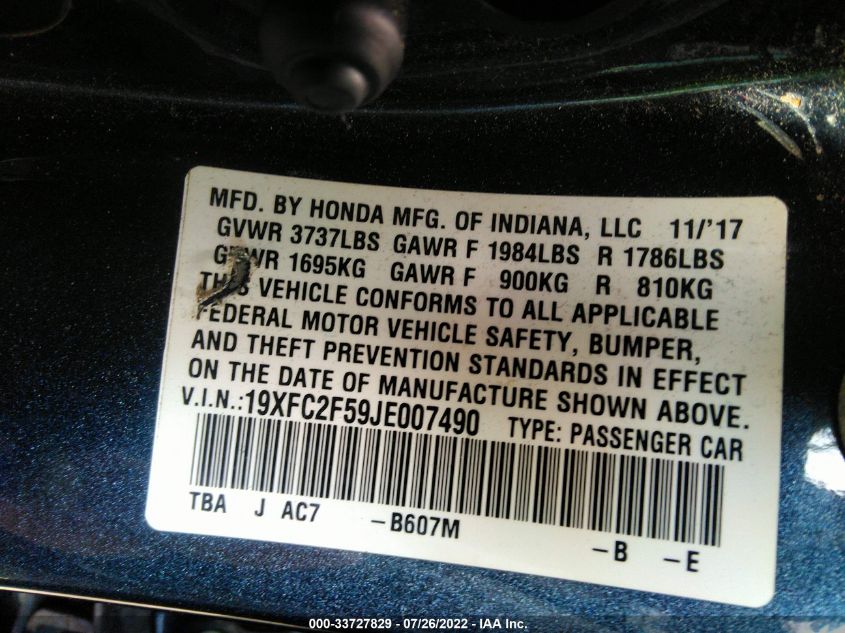 MFD. BY HONDA MFG. OF INDIANA, LLC 11/'17
GVWR 3737LBS GAWR F 1984LBS R 1786LBS
GVWR 1695KG GAWR F 900KG R 810KG
THIS VEHICLE CONFORMS TO ALL APPLICABLE
FEDERAL MOTOR VEHICLE SAFETY, BUMPER,
AND THEFT PREVENTION STANDARDS IN EFFECT
ON THE DATE OF MANUFACTURE SHOWN ABOVE.
V.I.N.:19XFC2F59JE007490 TYPE: PASSENGER CAR
TBA J AC7 -B607M -B -E
000-33727829 / 07/26/2022 - IAA Inc.